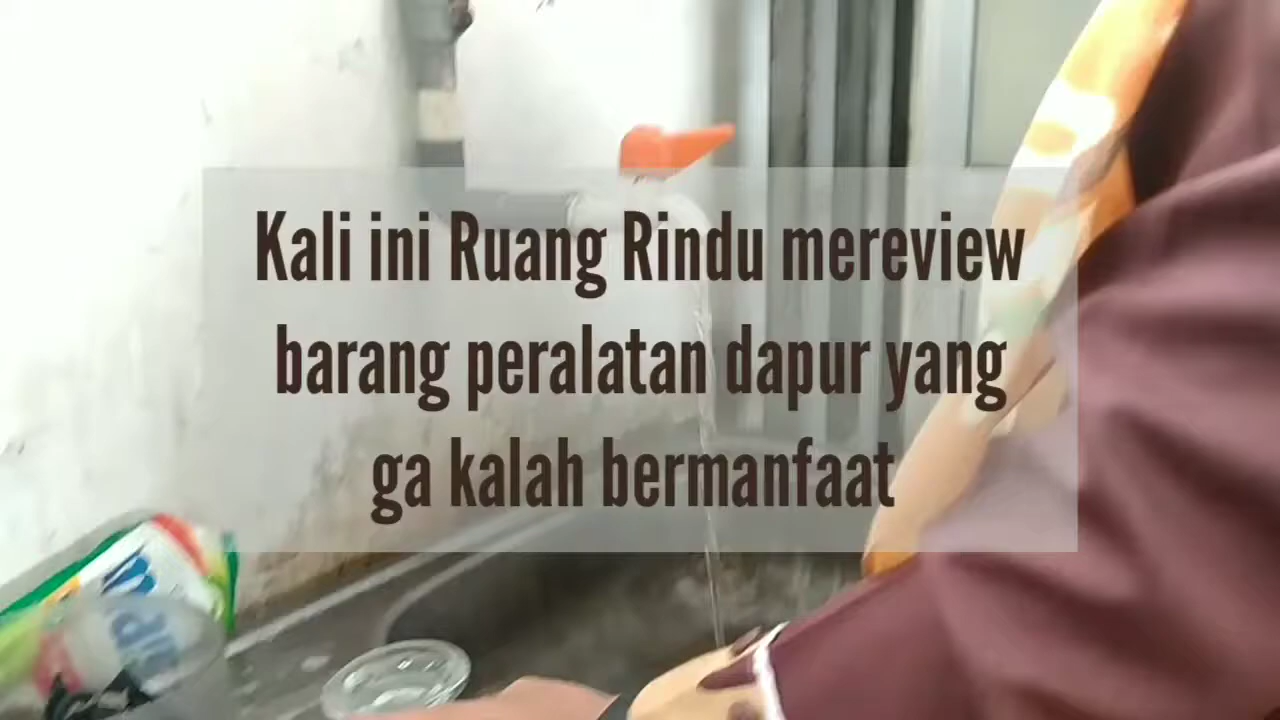 Kali ini Ruang Rindu mereview
barang peralatan dapur yang
ga kalah bermanfaat